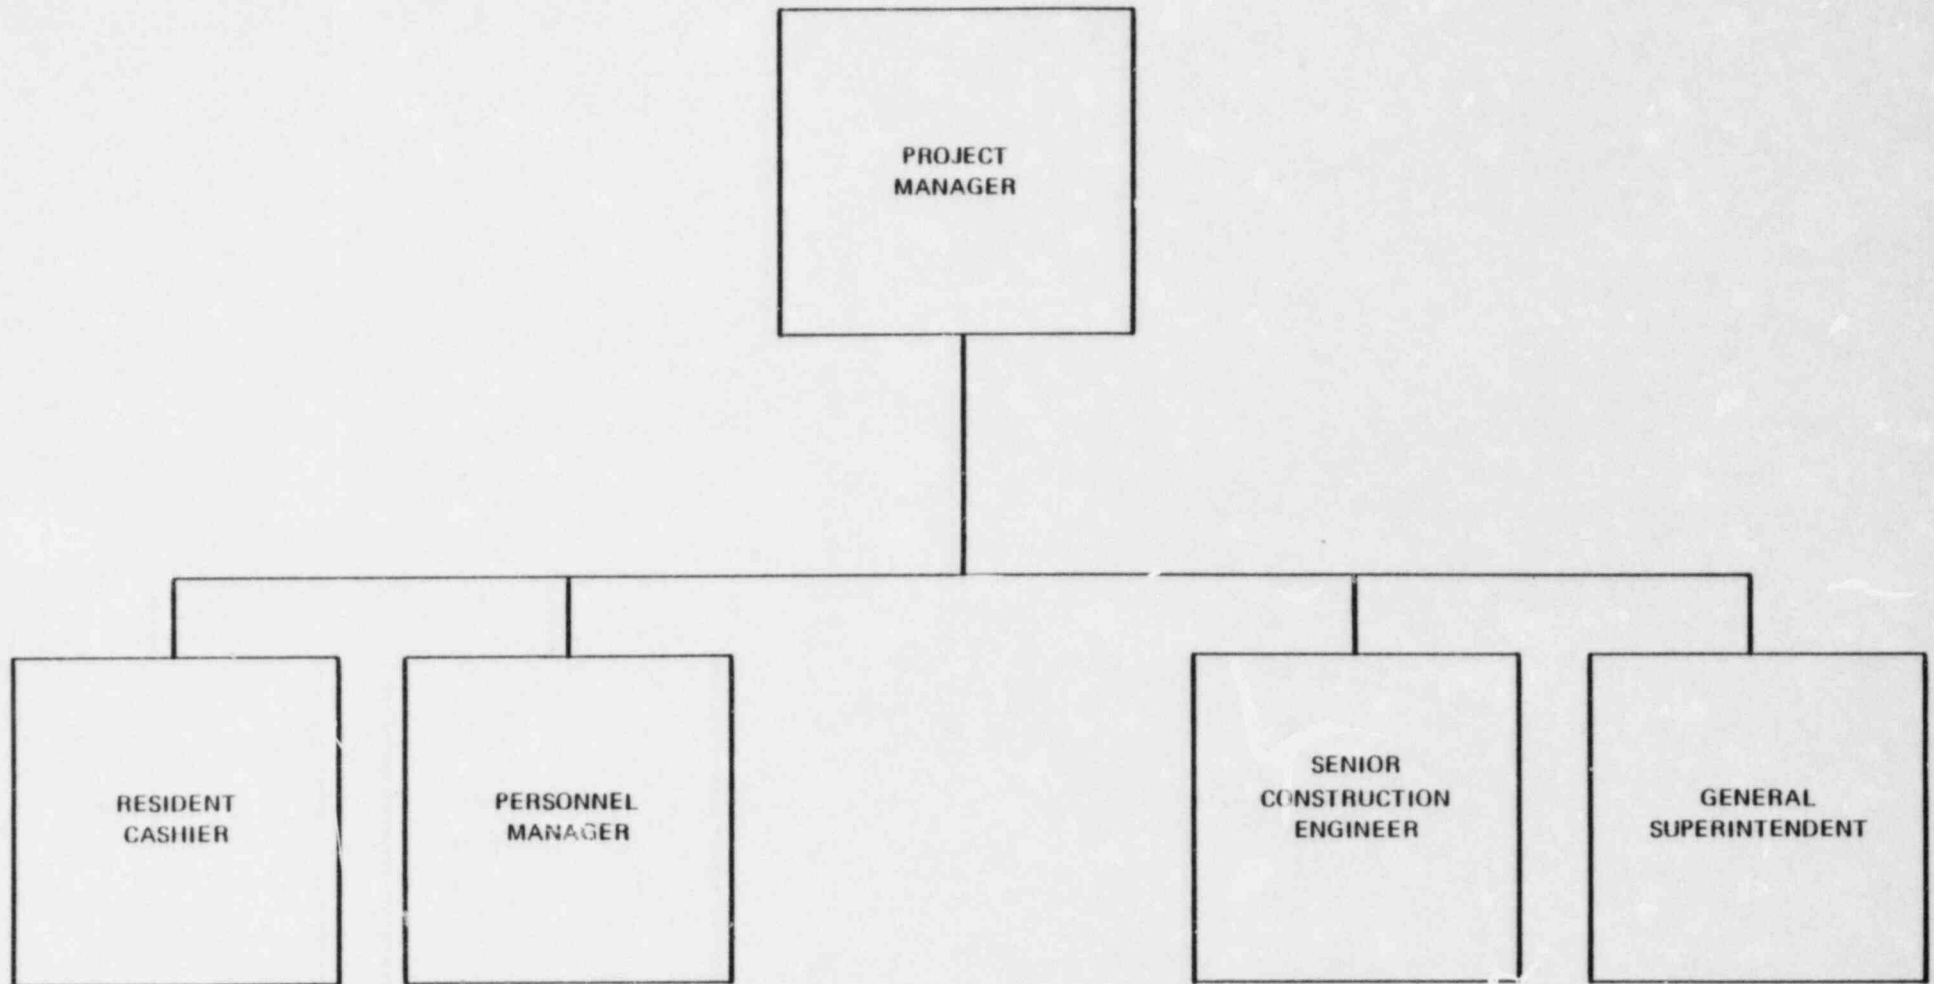 PROJECT
MANAGER
RESIDENT
CASHIER
PERSONNEL
MANAGER
SENIOR
CONSTRUCTION
ENGINEER
GENERAL
SUPERINTENDENT